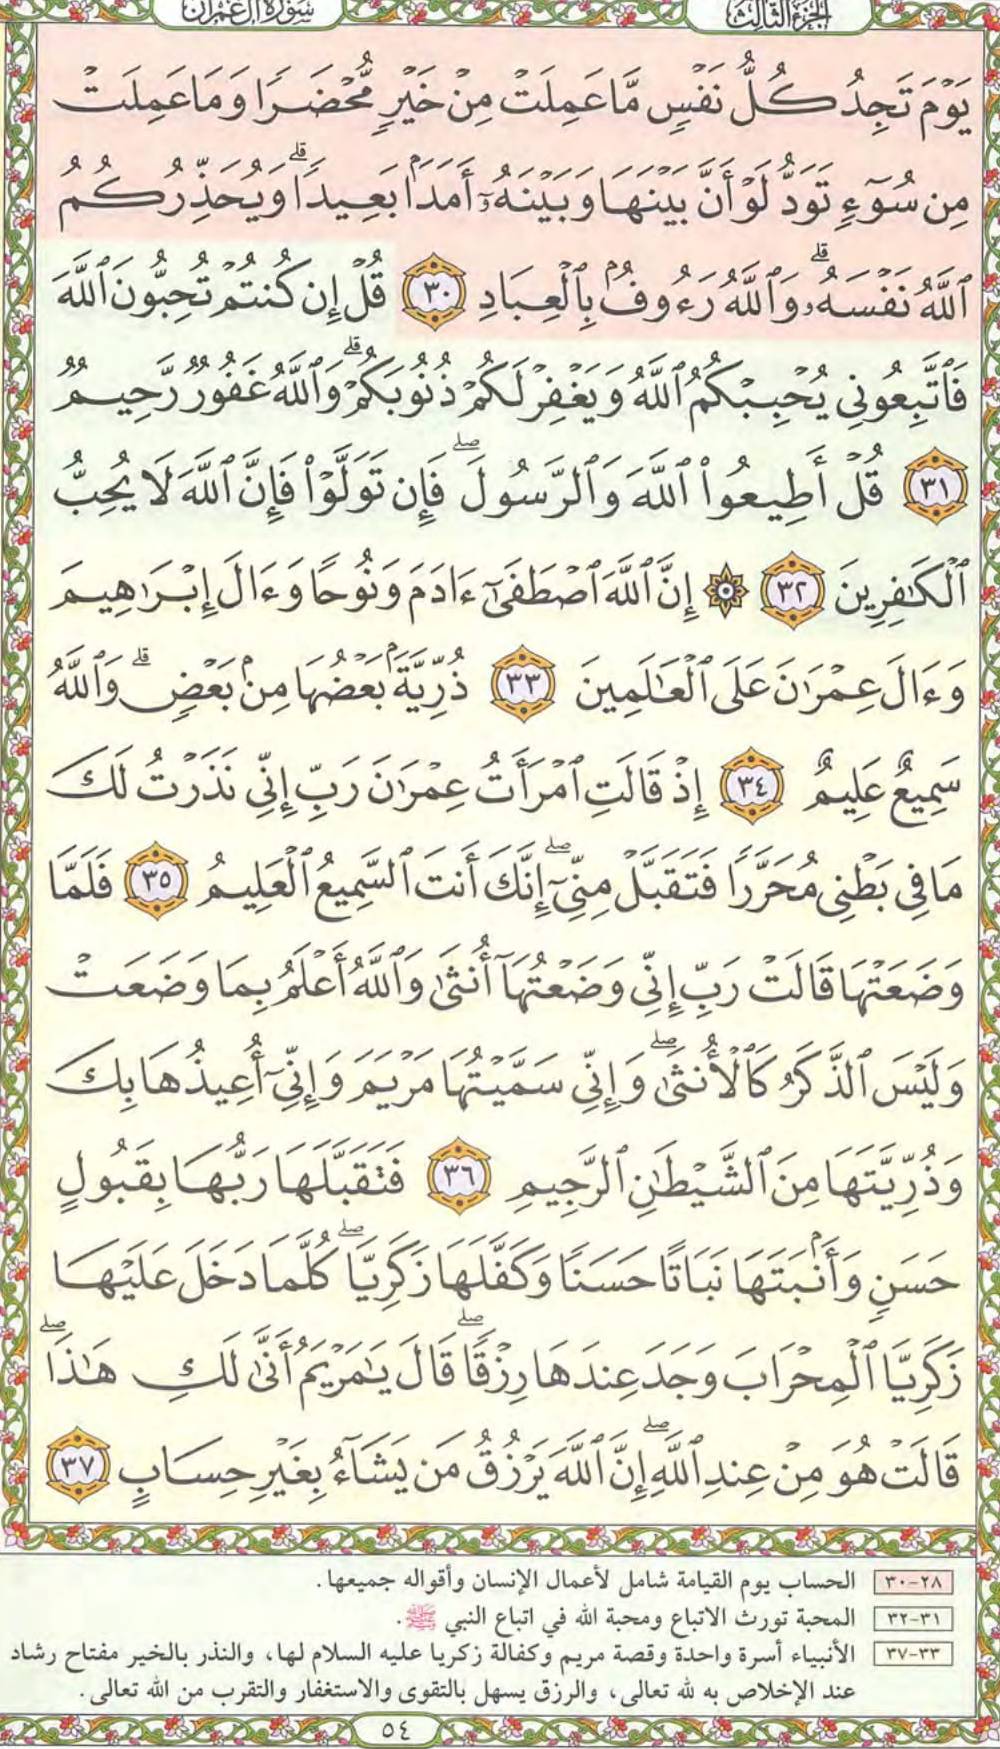 الجزء الثالث
سورة آل عمران
يَوْمَ تَجِدُ كُلُّ نَفْسٍ مَّا عَمِلَتْ مِنْ خَيْرٍ مُّحْضَرًا وَمَا عَمِلَتْ
مِن سُوٓءٍ تَوَدُّ لَوْ أَنَّ بَيْنَهَا وَبَيْنَهُۥٓ أَمَدًۢا بَعِيدًاۗ وَيُحَذِّرُكُمُ
ٱللَّهُ نَفْسَهُۥۗ وَٱللَّهُ رَءُوفُۢ بِٱلْعِبَادِ ٣٠ قُلْ إِن كُنتُمْ تُحِبُّونَ ٱللَّهَ
فَٱتَّبِعُونِي يُحْبِبْكُمُ ٱللَّهُ وَيَغْفِرْ لَكُمْ ذُنُوبَكُمْۗ وَٱللَّهُ غَفُورٌ رَّحِيمٌ
٣١ قُلْ أَطِيعُوا۟ ٱللَّهَ وَٱلرَّسُولَۖ فَإِن تَوَلَّوْا۟ فَإِنَّ ٱللَّهَ لَا يُحِبُّ
ٱلْكَٰفِرِينَ ٣٢ ۞ إِنَّ ٱللَّهَ ٱصْطَفَىٰٓ ءَادَمَ وَنُوحًا وَءَالَ إِبْرَٰهِيمَ
وَءَالَ عِمْرَٰنَ عَلَى ٱلْعَٰلَمِينَ ٣٣ ذُرِّيَّةًۢ بَعْضُهَا مِنۢ بَعْضٍۗ وَٱللَّهُ
سَمِيعٌ عَلِيمٌ ٣٤ إِذْ قَالَتِ ٱمْرَأَتُ عِمْرَٰنَ رَبِّ إِنِّي نَذَرْتُ لَكَ
مَا فِي بَطْنِي مُحَرَّرًا فَتَقَبَّلْ مِنِّيٓۖ إِنَّكَ أَنتَ ٱلسَّمِيعُ ٱلْعَلِيمُ ٣٥ فَلَمَّا
وَضَعَتْهَا قَالَتْ رَبِّ إِنِّي وَضَعْتُهَآ أُنثَىٰ وَٱللَّهُ أَعْلَمُ بِمَا وَضَعَتْ
وَلَيْسَ ٱلذَّكَرُ كَٱلْأُنثَىٰۖ وَإِنِّي سَمَّيْتُهَا مَرْيَمَ وَإِنِّيٓ أُعِيذُهَا بِكَ
وَذُرِّيَّتَهَا مِنَ ٱلشَّيْطَٰنِ ٱلرَّجِيمِ ٣٦ فَتَقَبَّلَهَا رَبُّهَا بِقَبُولٍ
حَسَنٍ وَأَنۢبَتَهَا نَبَاتًا حَسَنًا وَكَفَّلَهَا زَكَرِيَّاۖ كُلَّمَا دَخَلَ عَلَيْهَا
زَكَرِيَّا ٱلْمِحْرَابَ وَجَدَ عِندَهَا رِزْقًاۖ قَالَ يَٰمَرْيَمُ أَنَّىٰ لَكِ هَٰذَاۖ
قَالَتْ هُوَ مِنْ عِندِ ٱللَّهِۖ إِنَّ ٱللَّهَ يَرْزُقُ مَن يَشَآءُ بِغَيْرِ حِسَابٍ ٣٧
٢٨-٣٠ الحساب يوم القيامة شامل لأعمال الإنسان وأقواله جميعها.
٣١-٣٢ المحبة تورث الاتباع ومحبة الله في اتباع النبي ﷺ.
٣٣-٣٧ الأنبياء أسرة واحدة وقصة مريم وكفالة زكريا عليه السلام لها، والنذر بالخير مفتاح رشاد
عند الإخلاص به لله تعالى، والرزق يسهل بالتقوى والاستغفار والتقرب من الله تعالى.
٥٤